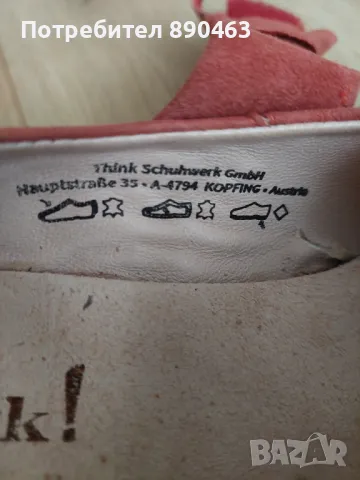 Потребител 890463
Think Schuhwerk GmbH
Hauptstraße 35 • A-4794 KOPFING • Austria
k!
BAZAR